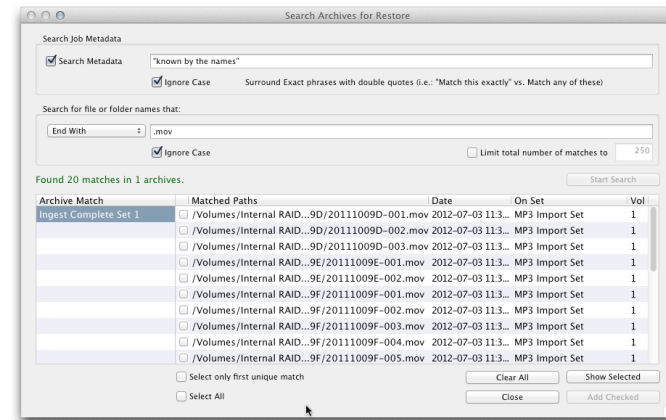 Search Archives for Restore
Search Job Metadata
Search Metadata "known by the names"
Ignore Case Surround Exact phrases with double quotes (i.e.: "Match this exactly" vs. Match any of these)
Search for file or folder names that:
End With .mov
Ignore Case Limit total number of matches to 250
Found 20 matches in 1 archives. Start Search
Archive Match Matched Paths Date On Set Vol
Ingest Complete Set 1 /Volumes/Internal RAID...9D/20111009D-001.mov 2012-07-03 11:3... MP3 Import Set 1
/Volumes/Internal RAID...9D/20111009D-002.mov 2012-07-03 11:3... MP3 Import Set 1
/Volumes/Internal RAID...9D/20111009D-003.mov 2012-07-03 11:3... MP3 Import Set 1
/Volumes/Internal RAID...9E/20111009E-001.mov 2012-07-03 11:3... MP3 Import Set 1
/Volumes/Internal RAID...9E/20111009E-002.mov 2012-07-03 11:3... MP3 Import Set 1
/Volumes/Internal RAID...9F/20111009F-001.mov 2012-07-03 11:3... MP3 Import Set 1
/Volumes/Internal RAID...9F/20111009F-002.mov 2012-07-03 11:3... MP3 Import Set 1
/Volumes/Internal RAID...9F/20111009F-003.mov 2012-07-03 11:3... MP3 Import Set 1
/Volumes/Internal RAID...9F/20111009F-004.mov 2012-07-03 11:3... MP3 Import Set 1
/Volumes/Internal RAID...9F/20111009F-005.mov 2012-07-03 11:3... MP3 Import Set 1
Select only first unique match Clear All Show Selected
Select All Close Add Checked